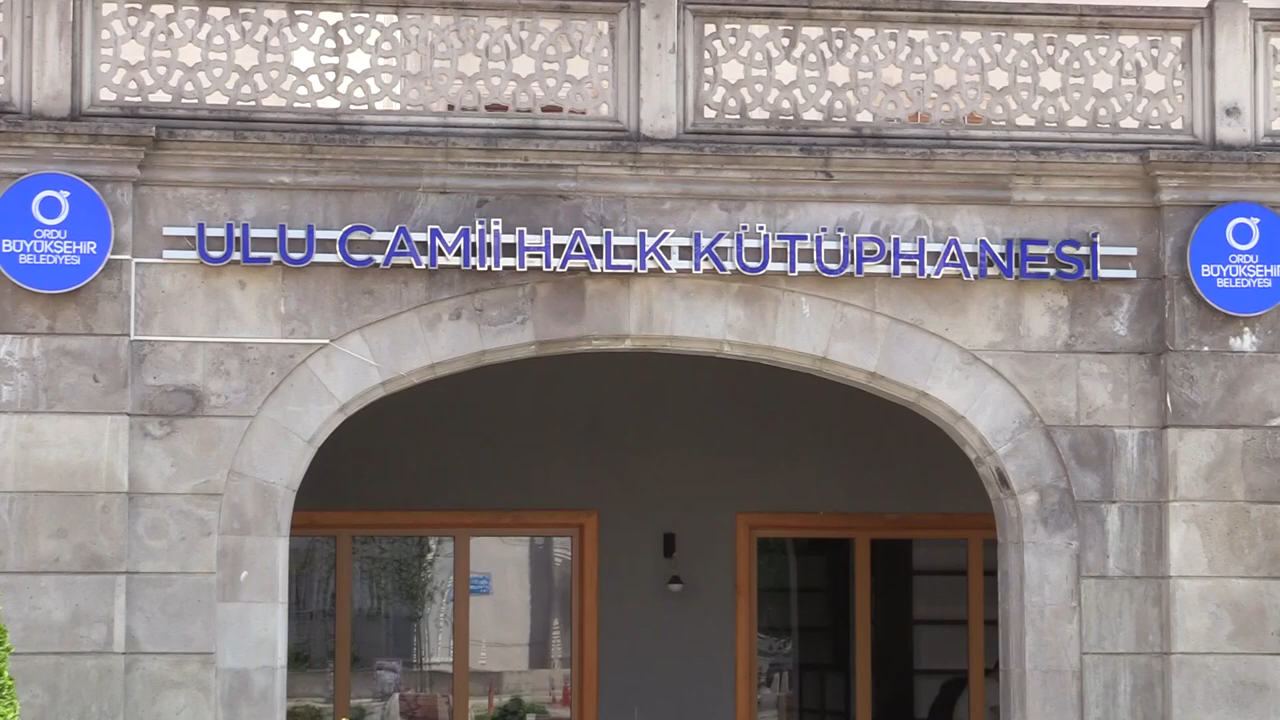 ULU CAMİİ HALK KÜTÜPHANESİ
ORDU
BÜYÜKŞEHİR
BELEDİYESİ
ORDU
BÜYÜKŞEHİR
BELEDİYESİ